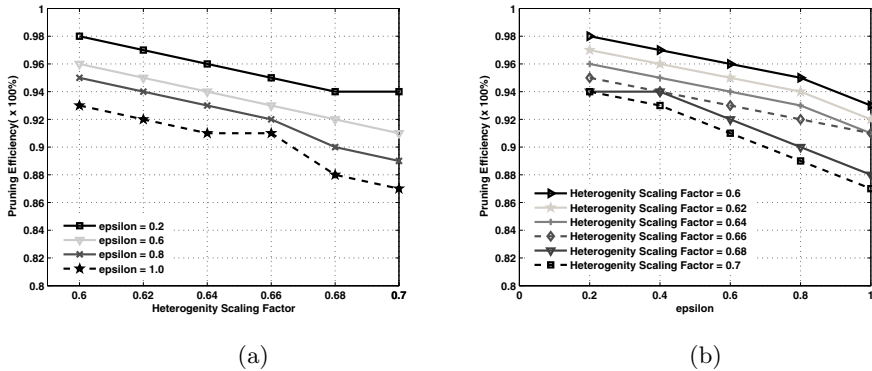 1
0.98
0.96
0.94
0.92
0.9
0.88
0.86
0.84
0.82
0.8
Pruning Efficiency( x 100%)
epsilon = 0.2
epsilon = 0.6
epsilon = 0.8
epsilon = 1.0
0.6 0.62 0.64 0.66 0.68 0.7
Heterogenity Scaling Factor
(a)
1
0.98
0.96
0.94
0.92
0.9
0.88
0.86
0.84
0.82
0.8
Pruning Efficiency( x 100%)
Heterogenity Scaling Factor = 0.6
Heterogenity Scaling Factor = 0.62
Heterogenity Scaling Factor = 0.64
Heterogenity Scaling Factor = 0.66
Heterogenity Scaling Factor = 0.68
Heterogenity Scaling Factor = 0.7
0 0.2 0.4 0.6 0.8 1
epsilon
(b)